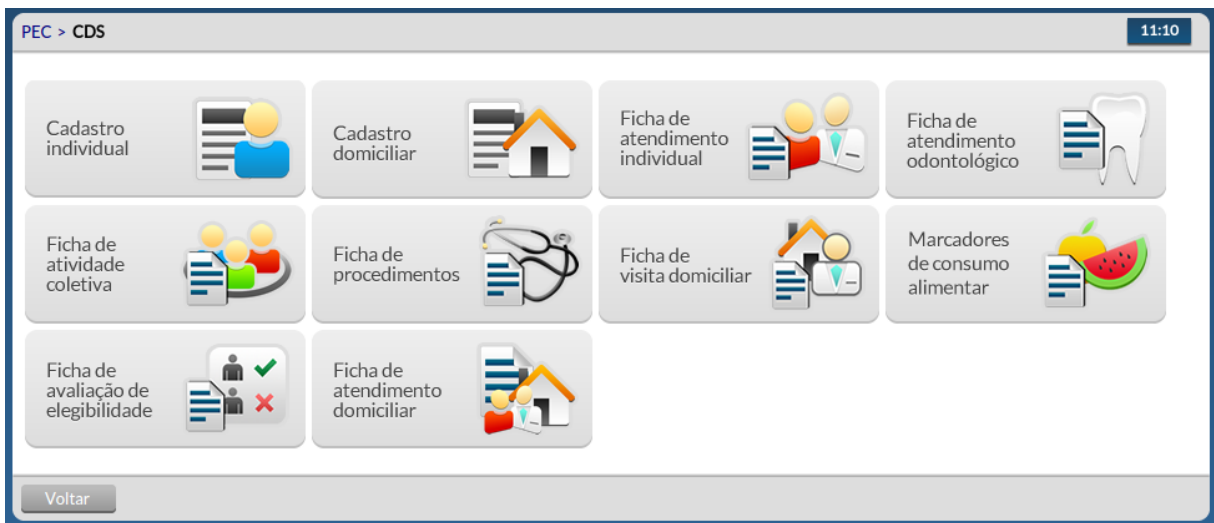 PEC > CDS
11:10
Cadastro
individual
Cadastro
domiciliar
Ficha de
atendimento
individual
Ficha de
atendimento
odontológico
Ficha de
atividade
coletiva
Ficha de
procedimentos
Ficha de
visita domiciliar
Marcadores
de consumo
alimentar
Ficha de
avaliação de
elegibilidade
Ficha de
atendimento
domiciliar
Voltar